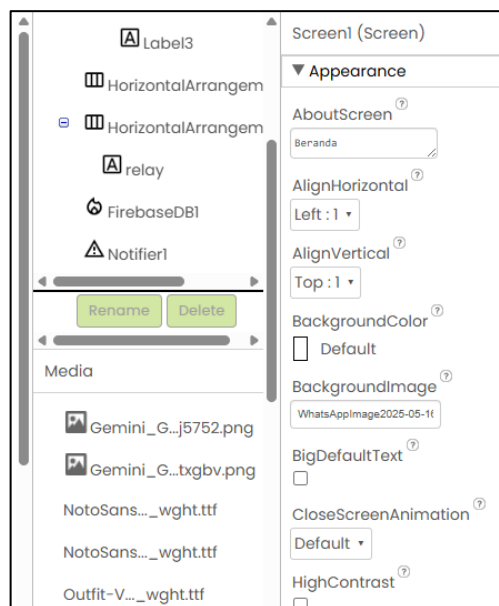 Label3
HorizontalArrangem
HorizontalArrangem
relay
FirebaseDB1
Notifier1
Rename Delete
Media
Gemini_G...j5752.png
Gemini_G...txgbv.png
NotoSans..._wght.ttf
NotoSans..._wght.ttf
Outfit-V..._wght.ttf
Screen1 (Screen)
Appearance
AboutScreen ?
Beranda
AlignHorizontal ?
Left : 1
AlignVertical ?
Top : 1
BackgroundColor ?
Default
BackgroundImage ?
WhatsAppImage2025-05-16
BigDefaultText ?
CloseScreenAnimation ?
Default
HighContrast ?